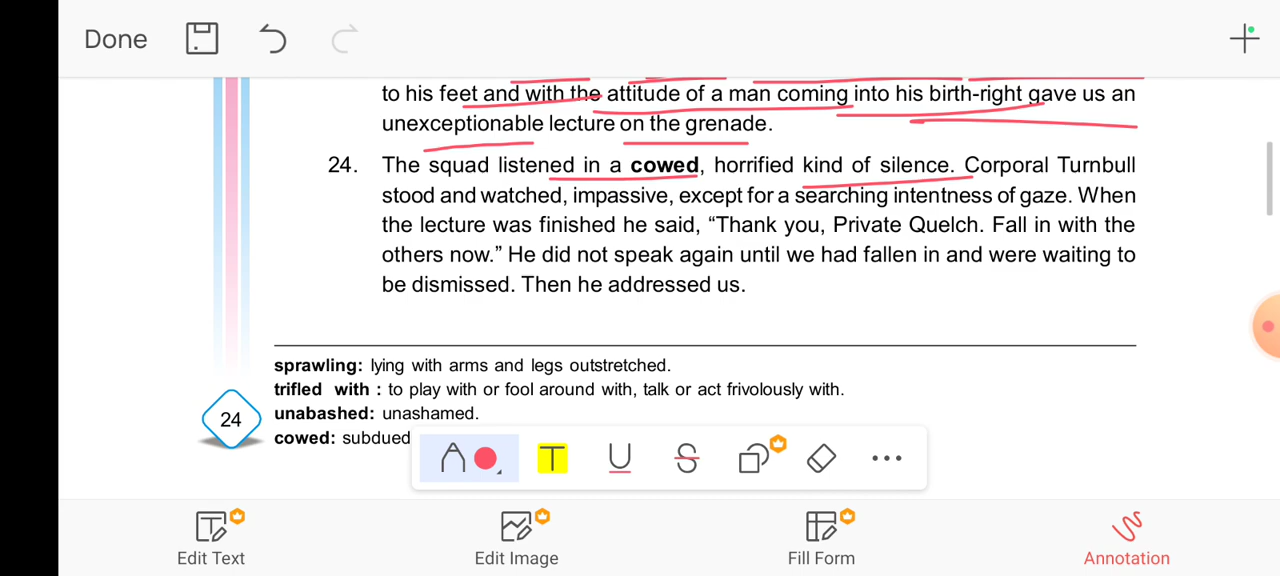 Done
to his feet and with the attitude of a man coming into his birth-right gave us an
unexceptionable lecture on the grenade.
24. The squad listened in a cowed, horrified kind of silence. Corporal Turnbull
stood and watched, impassive, except for a searching intentness of gaze. When
the lecture was finished he said, “Thank you, Private Quelch. Fall in with the
others now.” He did not speak again until we had fallen in and were waiting to
be dismissed. Then he addressed us.
sprawling: lying with arms and legs outstretched.
trifled with : to play with or fool around with, talk or act frivolously with.
unabashed: unashamed.
24
cowed: subdued
Edit Text
Edit Image
Fill Form
Annotation